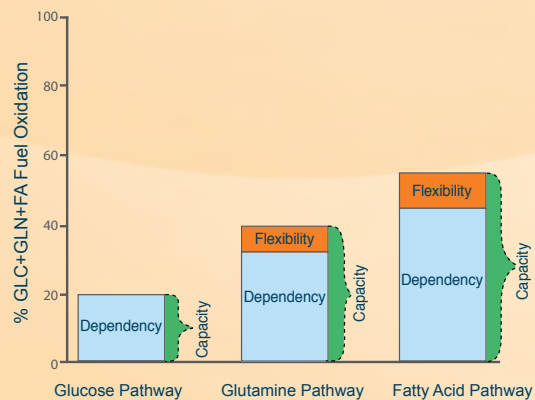 % GLC+GLN+FA Fuel Oxidation
100
80
60
40
20
0
Dependency
Capacity
Flexibility
Dependency
Capacity
Flexibility
Dependency
Capacity
Glucose Pathway
Glutamine Pathway
Fatty Acid Pathway